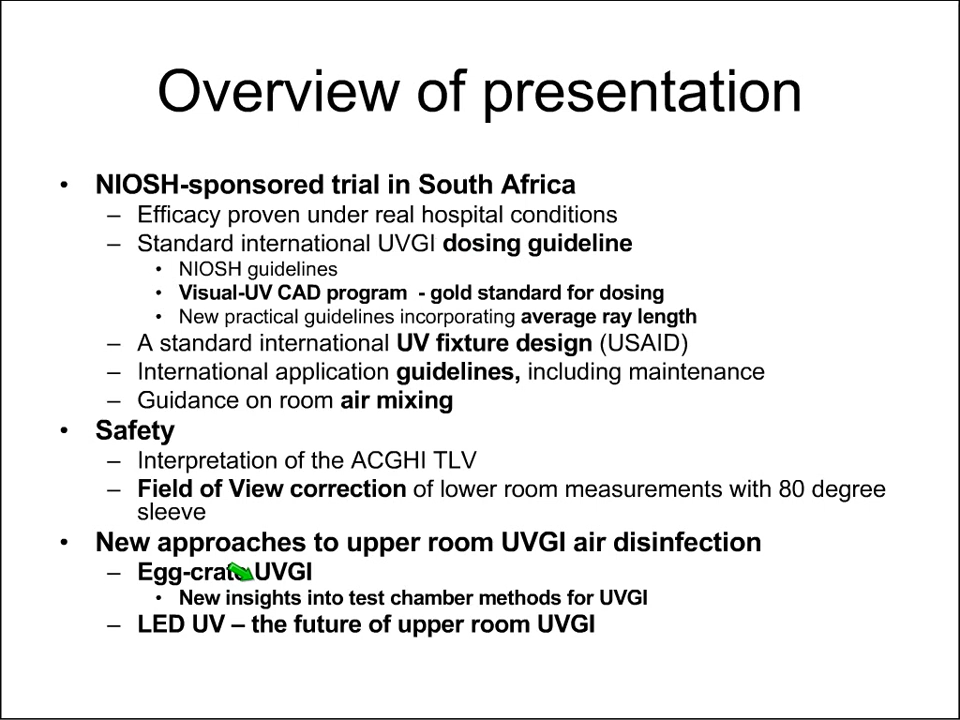 Overview of presentation
• NIOSH-sponsored trial in South Africa
– Efficacy proven under real hospital conditions
– Standard international UVGI dosing guideline
• NIOSH guidelines
• Visual-UV CAD program - gold standard for dosing
• New practical guidelines incorporating average ray length
– A standard international UV fixture design (USAID)
– International application guidelines, including maintenance
– Guidance on room air mixing
• Safety
– Interpretation of the ACGHI TLV
– Field of View correction of lower room measurements with 80 degree
sleeve
• New approaches to upper room UVGI air disinfection
– Egg-crate UVGI
• New insights into test chamber methods for UVGI
– LED UV – the future of upper room UVGI